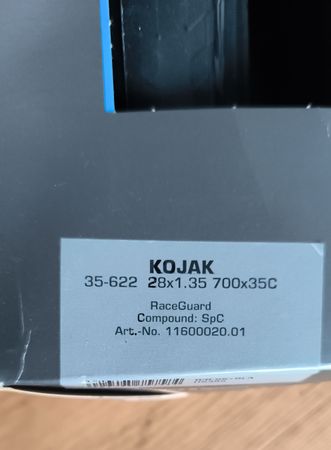 KOJAK
35-622 28x1.35 700x35C
RaceGuard
Compound: SpC
Art.-No. 11600020.01